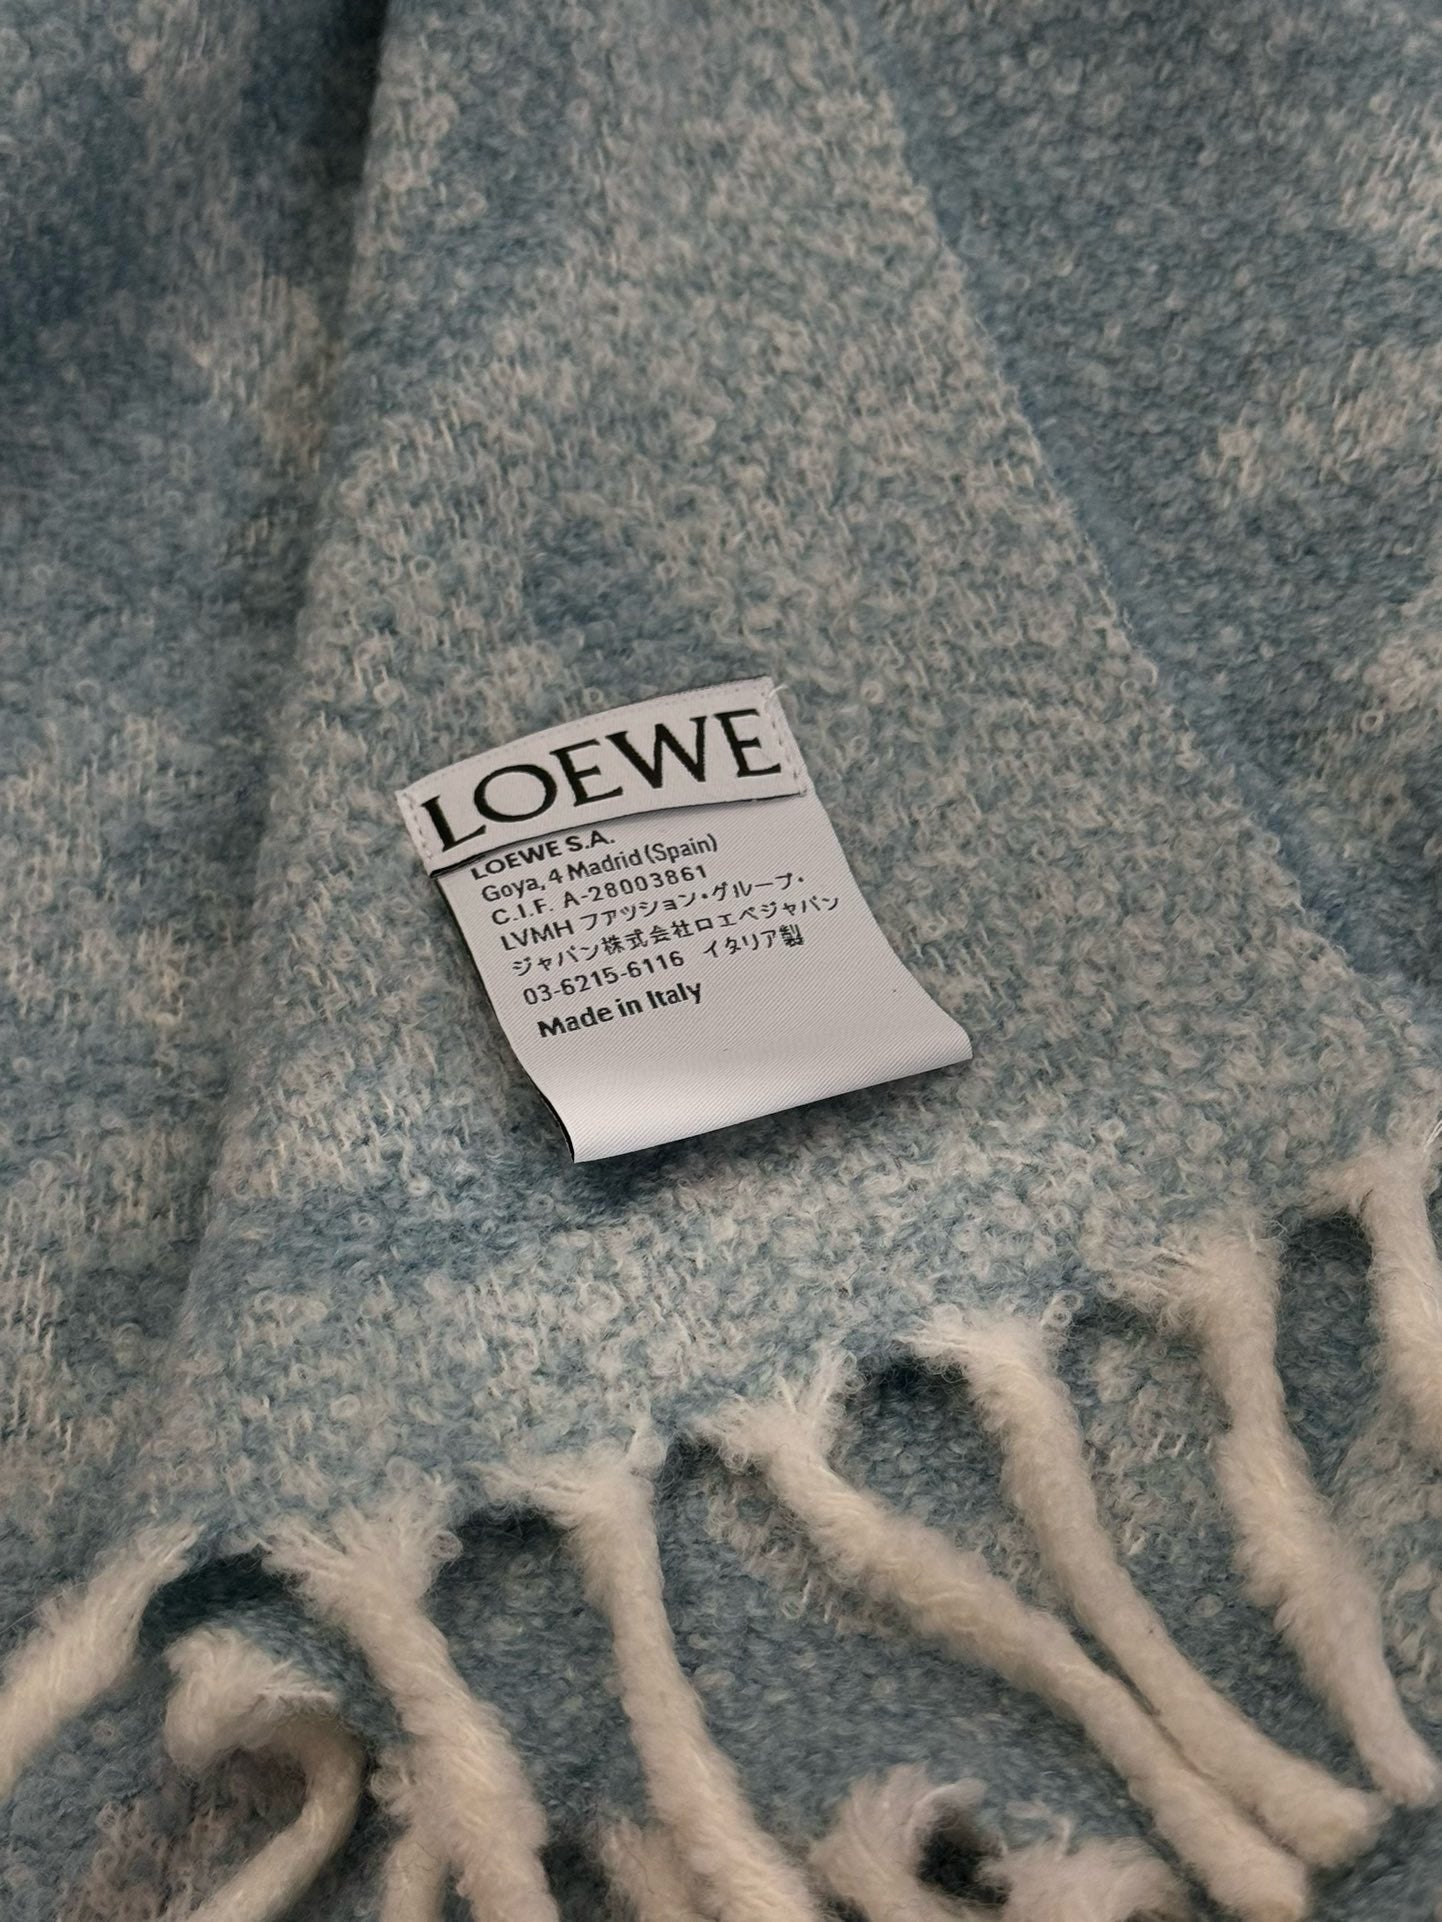 LOEWE
LOEWE S.A.
Goya, 4 Madrid (Spain)
C.I.F. A-28003861
LVMH ファッション・グループ・
ジャパン株式会社ロエベジャパン
03-6215-6116 イタリア製
Made in Italy